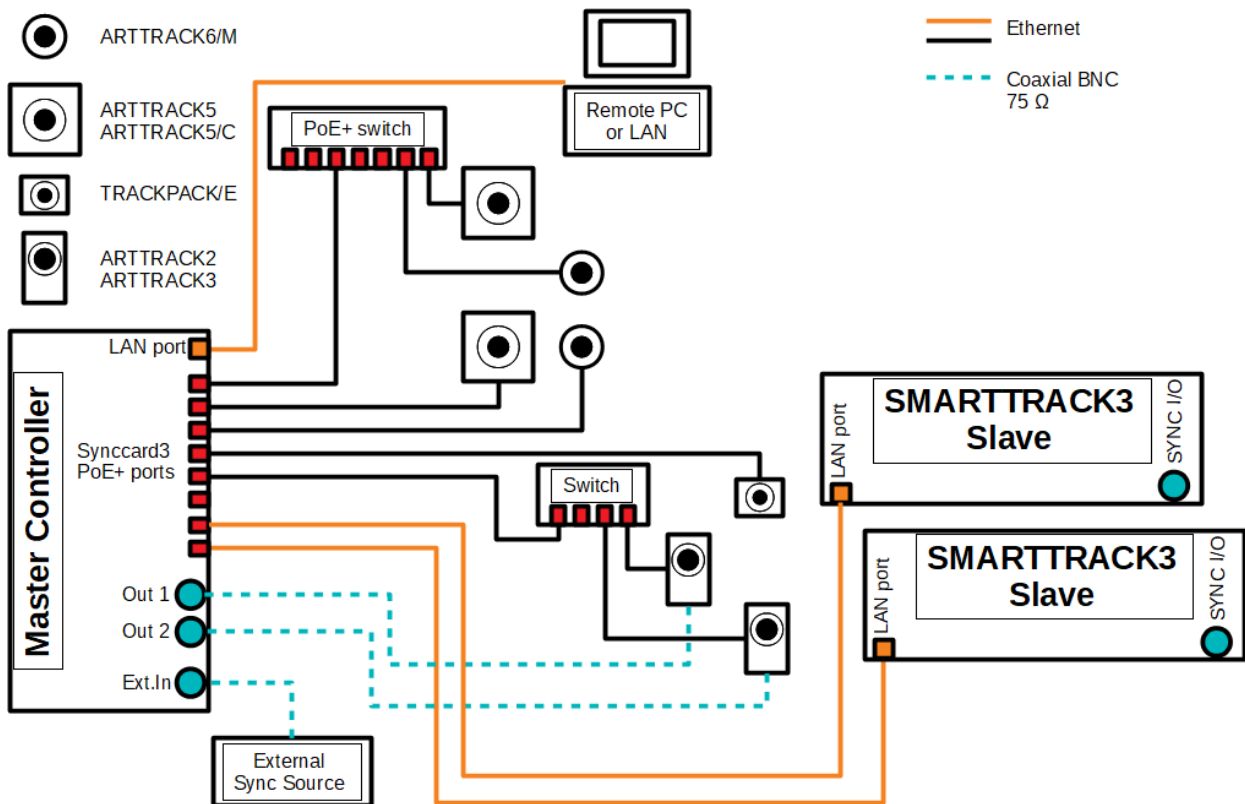 ARTTRACK6/M
ARTTRACK5
ARTTRACK5/C
TRACKPACK/E
ARTTRACK2
ARTTRACK3
PoE+ switch
Remote PC
or LAN
Ethernet
Coaxial BNC
75 Ω
Master Controller
LAN port
Synccard3
PoE+ ports
Out 1
Out 2
Ext.In
Switch
External
Sync Source
SMARTTRACK3
Slave
LAN port
SYNC I/O
SMARTTRACK3
Slave
LAN port
SYNC I/O